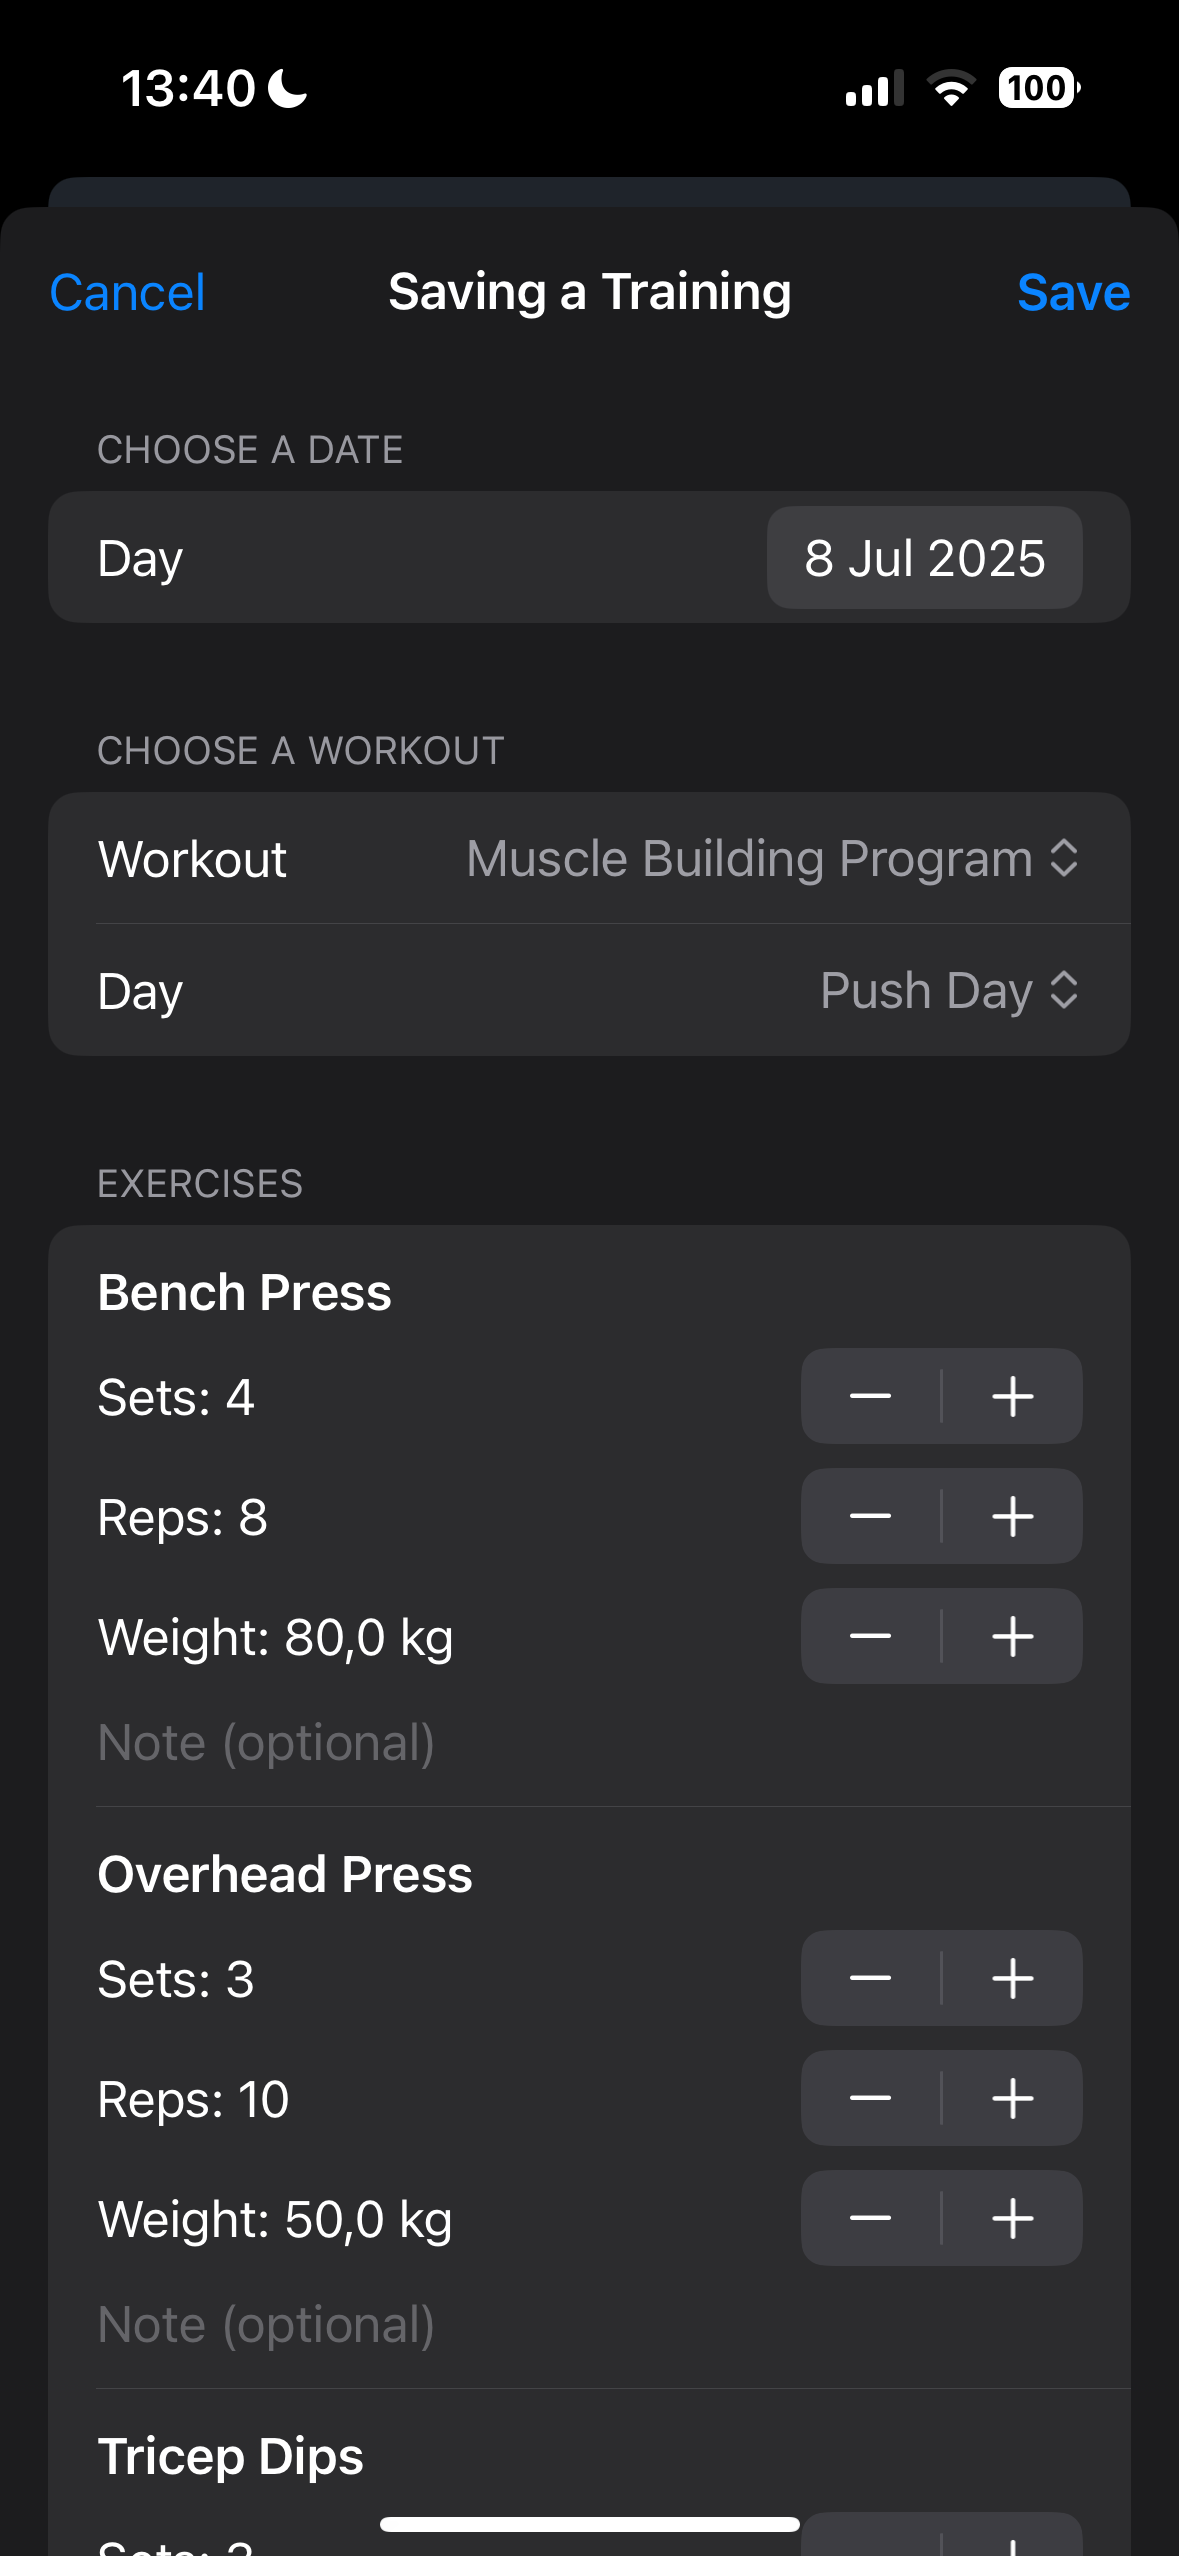 13:40
100
Cancel
Saving a Training
Save
CHOOSE A DATE
Day
8 Jul 2025
CHOOSE A WORKOUT
Workout
Muscle Building Program
Day
Push Day
EXERCISES
Bench Press
Sets: 4
Reps: 8
Weight: 80,0 kg
Note (optional)
Overhead Press
Sets: 3
Reps: 10
Weight: 50,0 kg
Note (optional)
Tricep Dips
Sets: 3